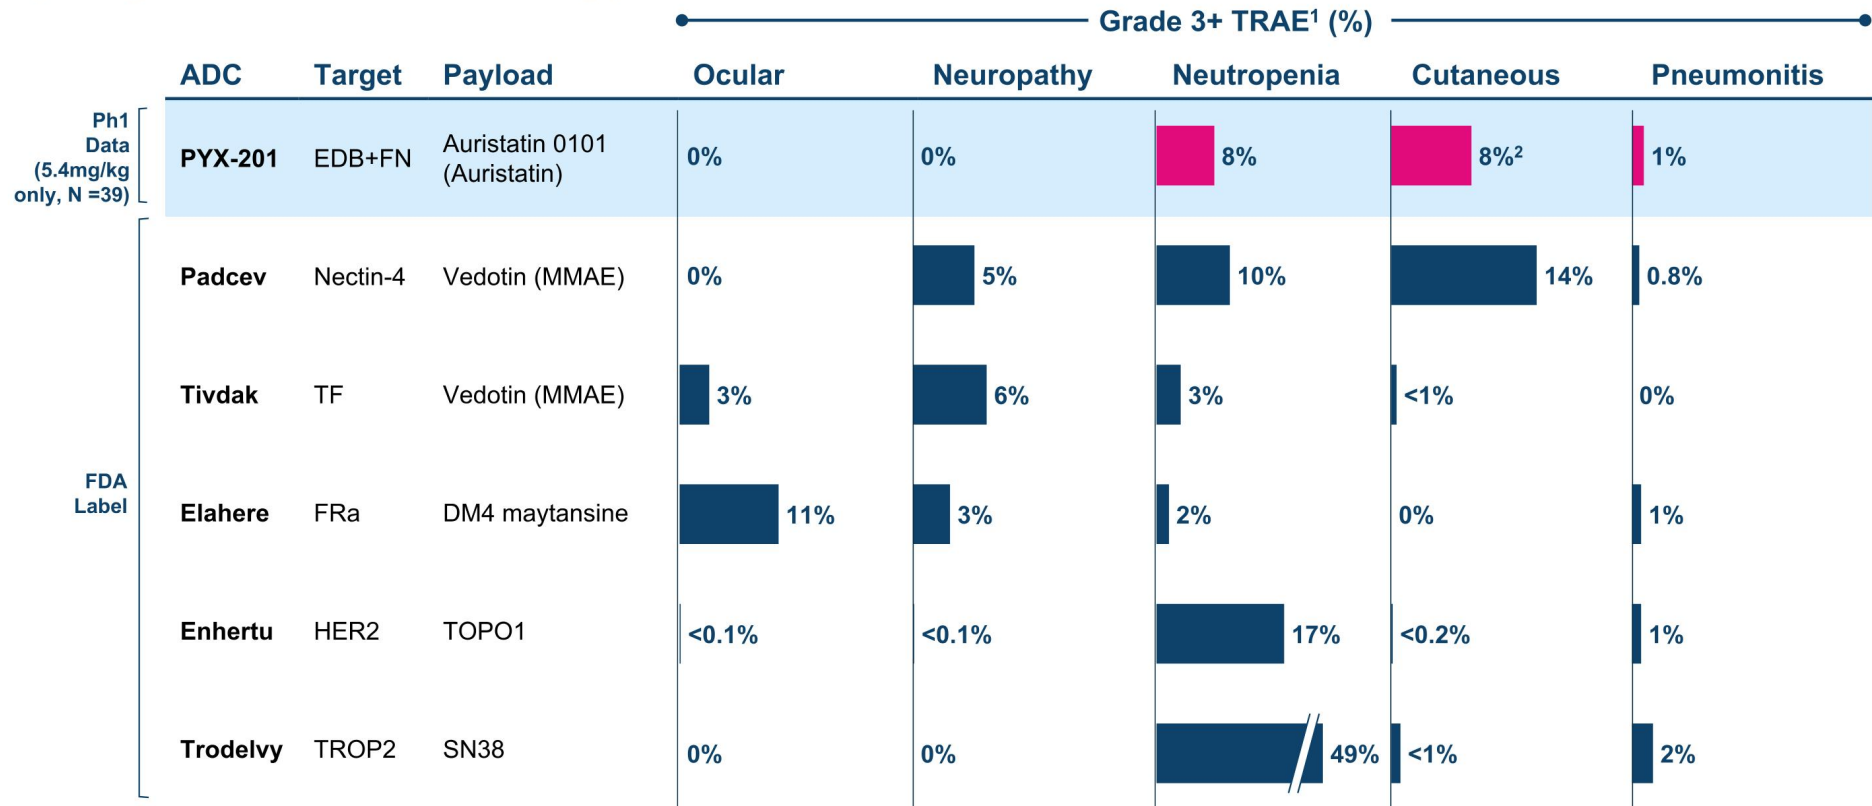 Grade 3+ TRAE¹ (%)
ADC Target Payload Ocular Neuropathy Neutropenia Cutaneous Pneumonitis
Ph1
Data
(5.4mg/kg
only, N =39)
PYX-201 EDB+FN Auristatin 0101
(Auristatin)
0% 0% 8% 8%² 1%
FDA
Label
Padcev Nectin-4 Vedotin (MMAE) 0% 5% 10% 14% 0.8%
Tivdak TF Vedotin (MMAE) 3% 6% 3% <1% 0%
Elahere FRa DM4 maytansine 11% 3% 2% 0% 1%
Enhertu HER2 TOPO1 <0.1% <0.1% 17% <0.2% 1%
Trodelvy TROP2 SN38 0% 0% 49% <1% 2%